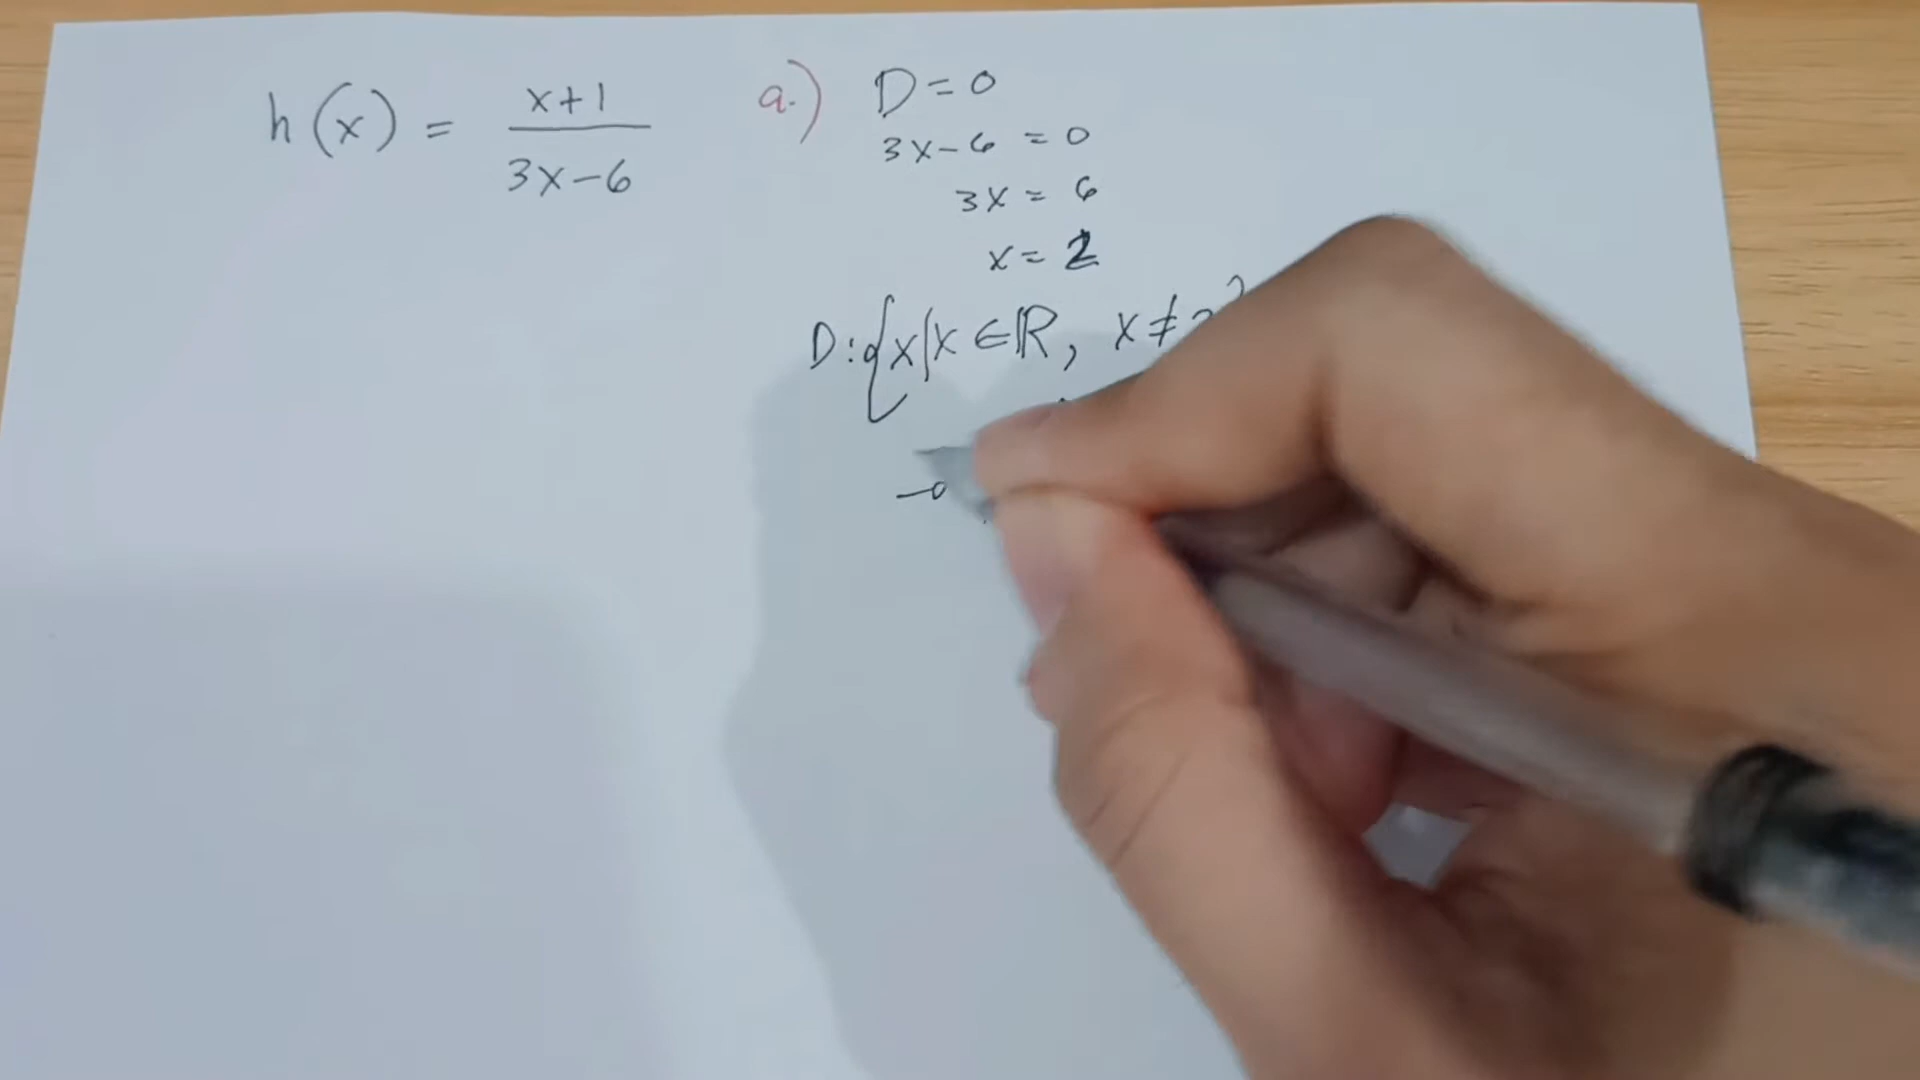 h(x) = x+1
3x-6
a.) D=0
3x-6 = 0
3x = 6
x = 2
D:{x|x ∈ ℝ, x ≠